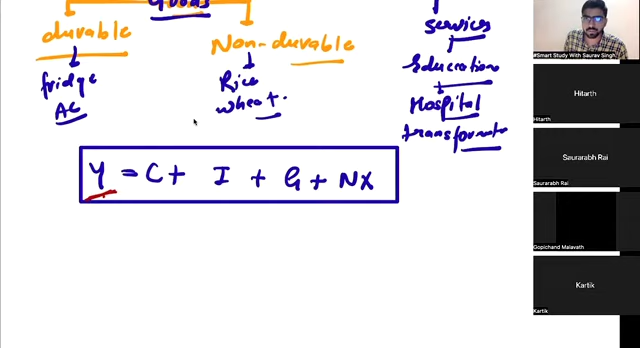 Goods
durable
Non-durable
fridge
AC
Rice
wheat.
services
Education
Hospital
Y = C + I + G + NX
#Smart Study With Saurav Singh
Hitarth
Hitarth
Saurarabh Rai
Saurarabh Rai
Gopichand Malavath
Kartik
Kartik